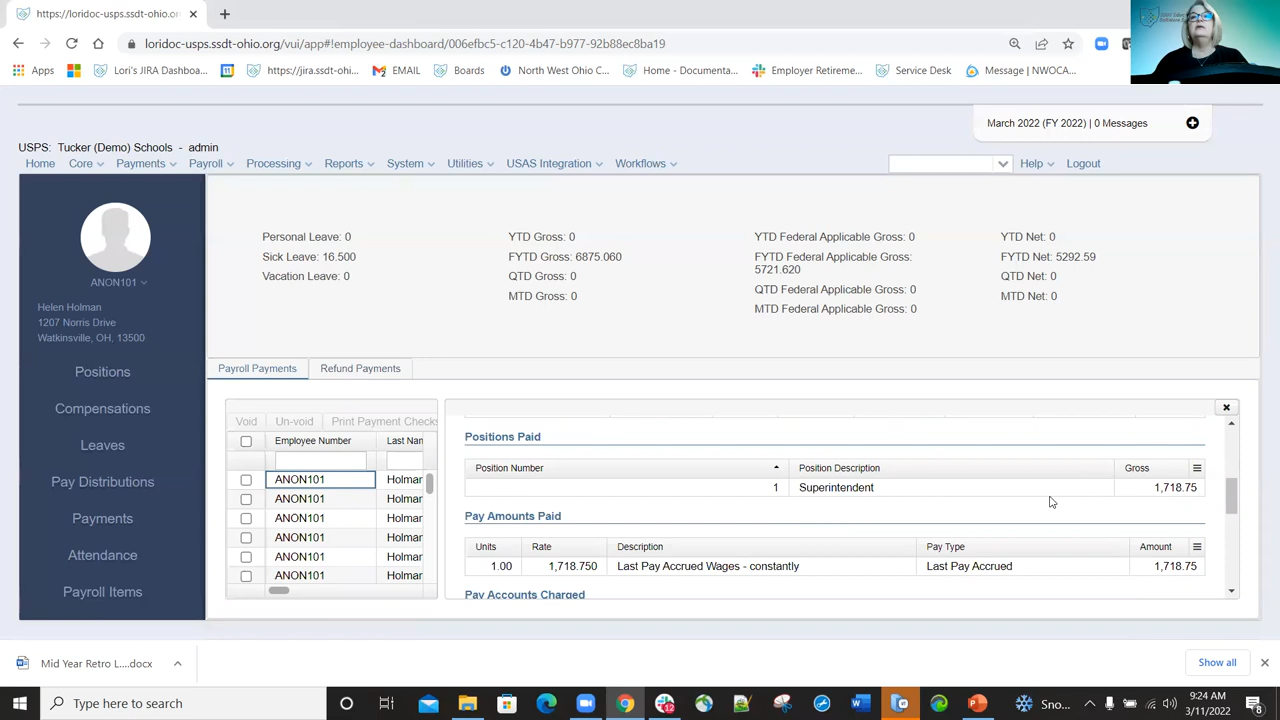 https://loridoc-usps.ssdt-ohio.or
loridoc-usps.ssdt-ohio.org/vui/app#!employee-dashboard/006efbc5-c120-4b47-b977-92b88ec8ba19
Apps
Lori's JIRA Dashboa...
https://jira.ssdt-ohi...
EMAIL
Boards
North West Ohio C...
Home - Documenta...
Employer Retireme...
Service Desk
Message | NWOCA...
March 2022 (FY 2022) | 0 Messages
USPS: Tucker (Demo) Schools - admin
Home Core Payments Payroll Processing Reports System Utilities USAS Integration Workflows Help Logout
ANON101
Helen Holman
1207 Norris Drive
Watkinsville, OH, 13500
Positions
Compensations
Leaves
Pay Distributions
Payments
Attendance
Payroll Items
Personal Leave: 0
Sick Leave: 16.500
Vacation Leave: 0
YTD Gross: 0
FYTD Gross: 6875.060
QTD Gross: 0
MTD Gross: 0
YTD Federal Applicable Gross: 0
FYTD Federal Applicable Gross:
5721.620
QTD Federal Applicable Gross: 0
MTD Federal Applicable Gross: 0
YTD Net: 0
FYTD Net: 5292.59
QTD Net: 0
MTD Net: 0
Payroll Payments Refund Payments
Void Un-void Print Payment Checks
Employee Number Last Nan
ANON101 Holmar
ANON101 Holmar
ANON101 Holmar
ANON101 Holmar
ANON101 Holmar
ANON101 Holmar
Positions Paid
Position Number Position Description Gross
1 Superintendent 1,718.75
Pay Amounts Paid
Units Rate Description Pay Type Amount
1.00 1,718.750 Last Pay Accrued Wages - constantly Last Pay Accrued 1,718.75
Pay Accounts Charged
Mid Year Retro L....docx
Show all
Type here to search
12
Sno...
9:24 AM
3/11/2022
8